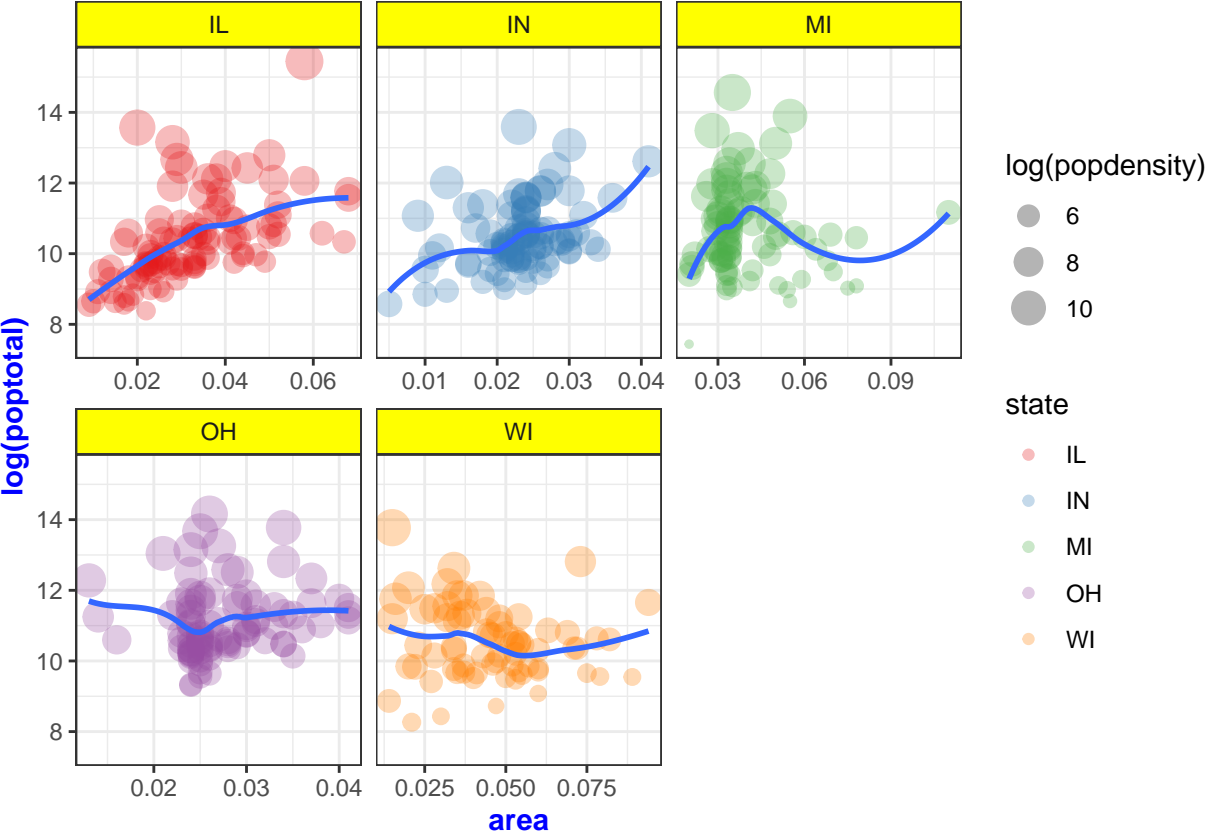 IL
IN
MI
14
12
10
8
0.02 0.04 0.06
0.01 0.02 0.03 0.04
0.03 0.06 0.09
OH
WI
14
12
10
8
0.02 0.03 0.04
0.025 0.050 0.075
log(poptotal)
area
log(popdensity)
6
8
10
state
IL
IN
MI
OH
WI